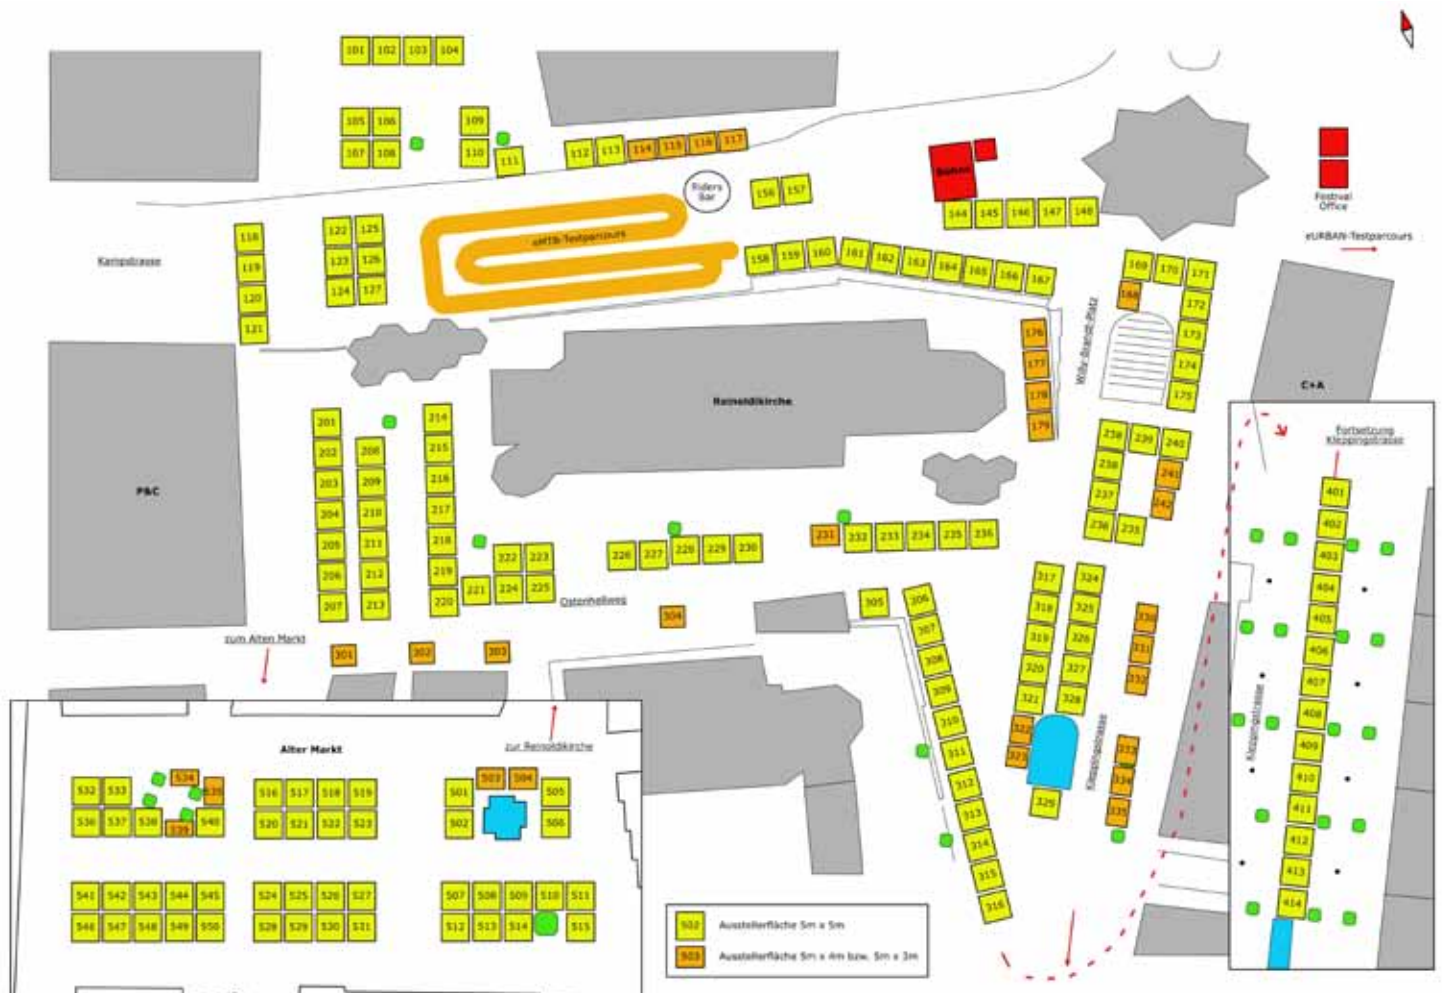 101 102 103 104
105 106
107 108
109
110
111
112 113 114 115 116 117
Riders
Bar
156 157
Bühne
144 145 146 147 148
Festival
Office
eURBAN-Testparcours
Kampstrasse
118
119
120
121
122 125
123 126
124 127
eMTB-Testparcours
158 159 160 161 162 163 164 165 166 167
169 170 171
168
172
173
174
175
Willy-Brandt-Platz
176
177
178
179
Reinoldikirche
P&C
C+A
201
202
203
204
205
206
207
208
209
210
211
212
213
214
215
216
217
218
219
220
221
222 223
224 225
226 227 228 229 230
231 232 233 234 235 236
238 239 240
238 241
237 242
236 235
Ostenhellweg
zum Alten Markt
301 302 303
304
305
306
307
308
309
310
311
312
313
314
315
316
317
318
319
320
321
322
323
324
325
326
327
328
329
330
331
332
333
334
335
Kleppingstrasse
Fortsetzung
Kleppingstrasse
401
402
403
404
405
406
407
408
409
410
411
412
413
414
Kleppingstrasse
Alter Markt
zur Reinoldikirche
532 533 534 535
536 537 538 539 540
516 517 518 519
520 521 522 523
501 503 504 505
502 506
541 542 543 544 545
546 547 548 549 550
524 525 526 527
528 529 530 531
507 508 509 510 511
512 513 514 515
502 Ausstellerfläche 5m x 5m
503 Ausstellerfläche 5m x 4m bzw. 5m x 3m